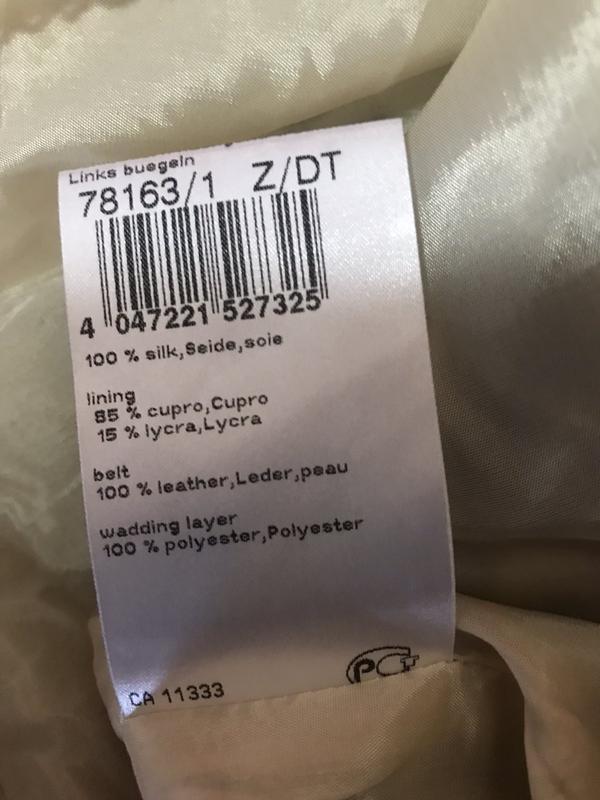 Links buegeln
78163/1 Z/DT
4 047221 527325
100 % silk,Seide,soie
lining
85 % cupro,Cupro
15 % lycra,Lycra
belt
100 % leather,Leder,peau
wadding layer
100 % polyester,Polyester
PCT
CA 11333